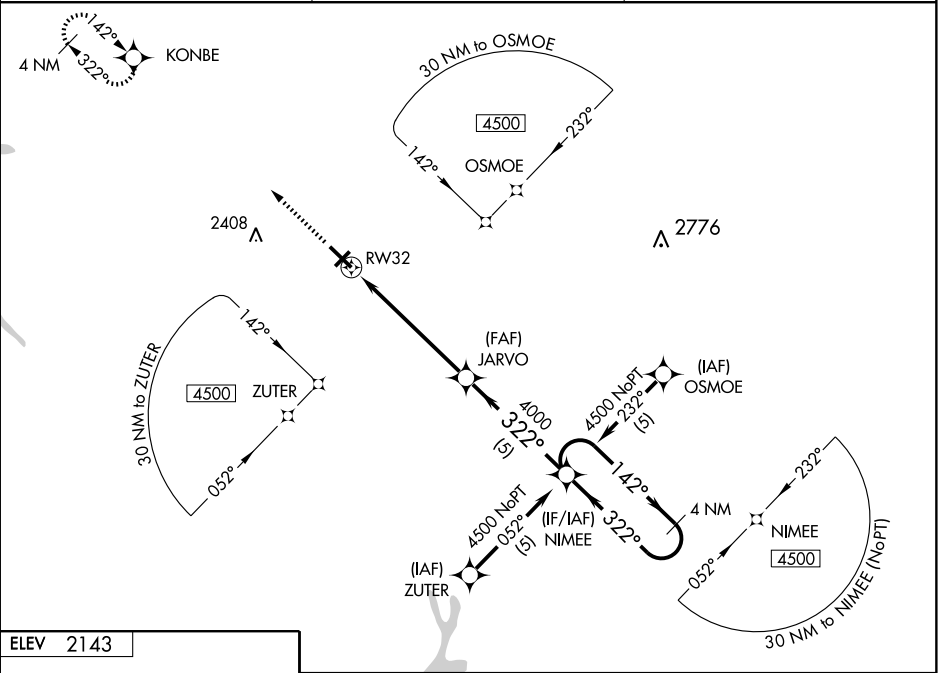 142°
KONBE
4 NM
322°
30 NM to OSMOE
4500
142°
232°
OSMOE
2408
2776
RW32
142°
30 NM to ZUTER
4500
ZUTER
052°
(FAF)
JARVO
(IAF)
OSMOE
4500 NoPT
232°
(5)
4000
322°
(5)
142°
4 NM
322°
(IF/IAF)
NIMEE
4500 NoPT
052°
(5)
(IAF)
ZUTER
232°
NIMEE
4500
052°
30 NM to NIMEE (NoPT)
ELEV 2143